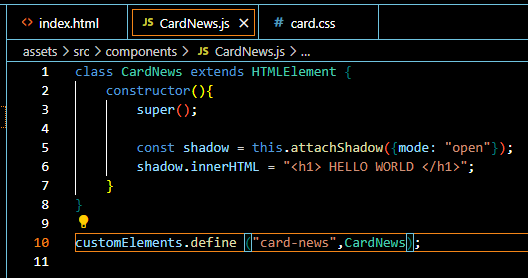 <> index.html JS CardNews.js × # card.css
assets > src > components > JS CardNews.js > ...
1 class CardNews extends HTMLElement {
2 constructor(){
3 super();
4
5 const shadow = this.attachShadow({mode: "open"});
6 shadow.innerHTML = "<h1> HELLO WORLD </h1>";
7 }
8 }
9
10 customElements.define ("card-news",CardNews);
11